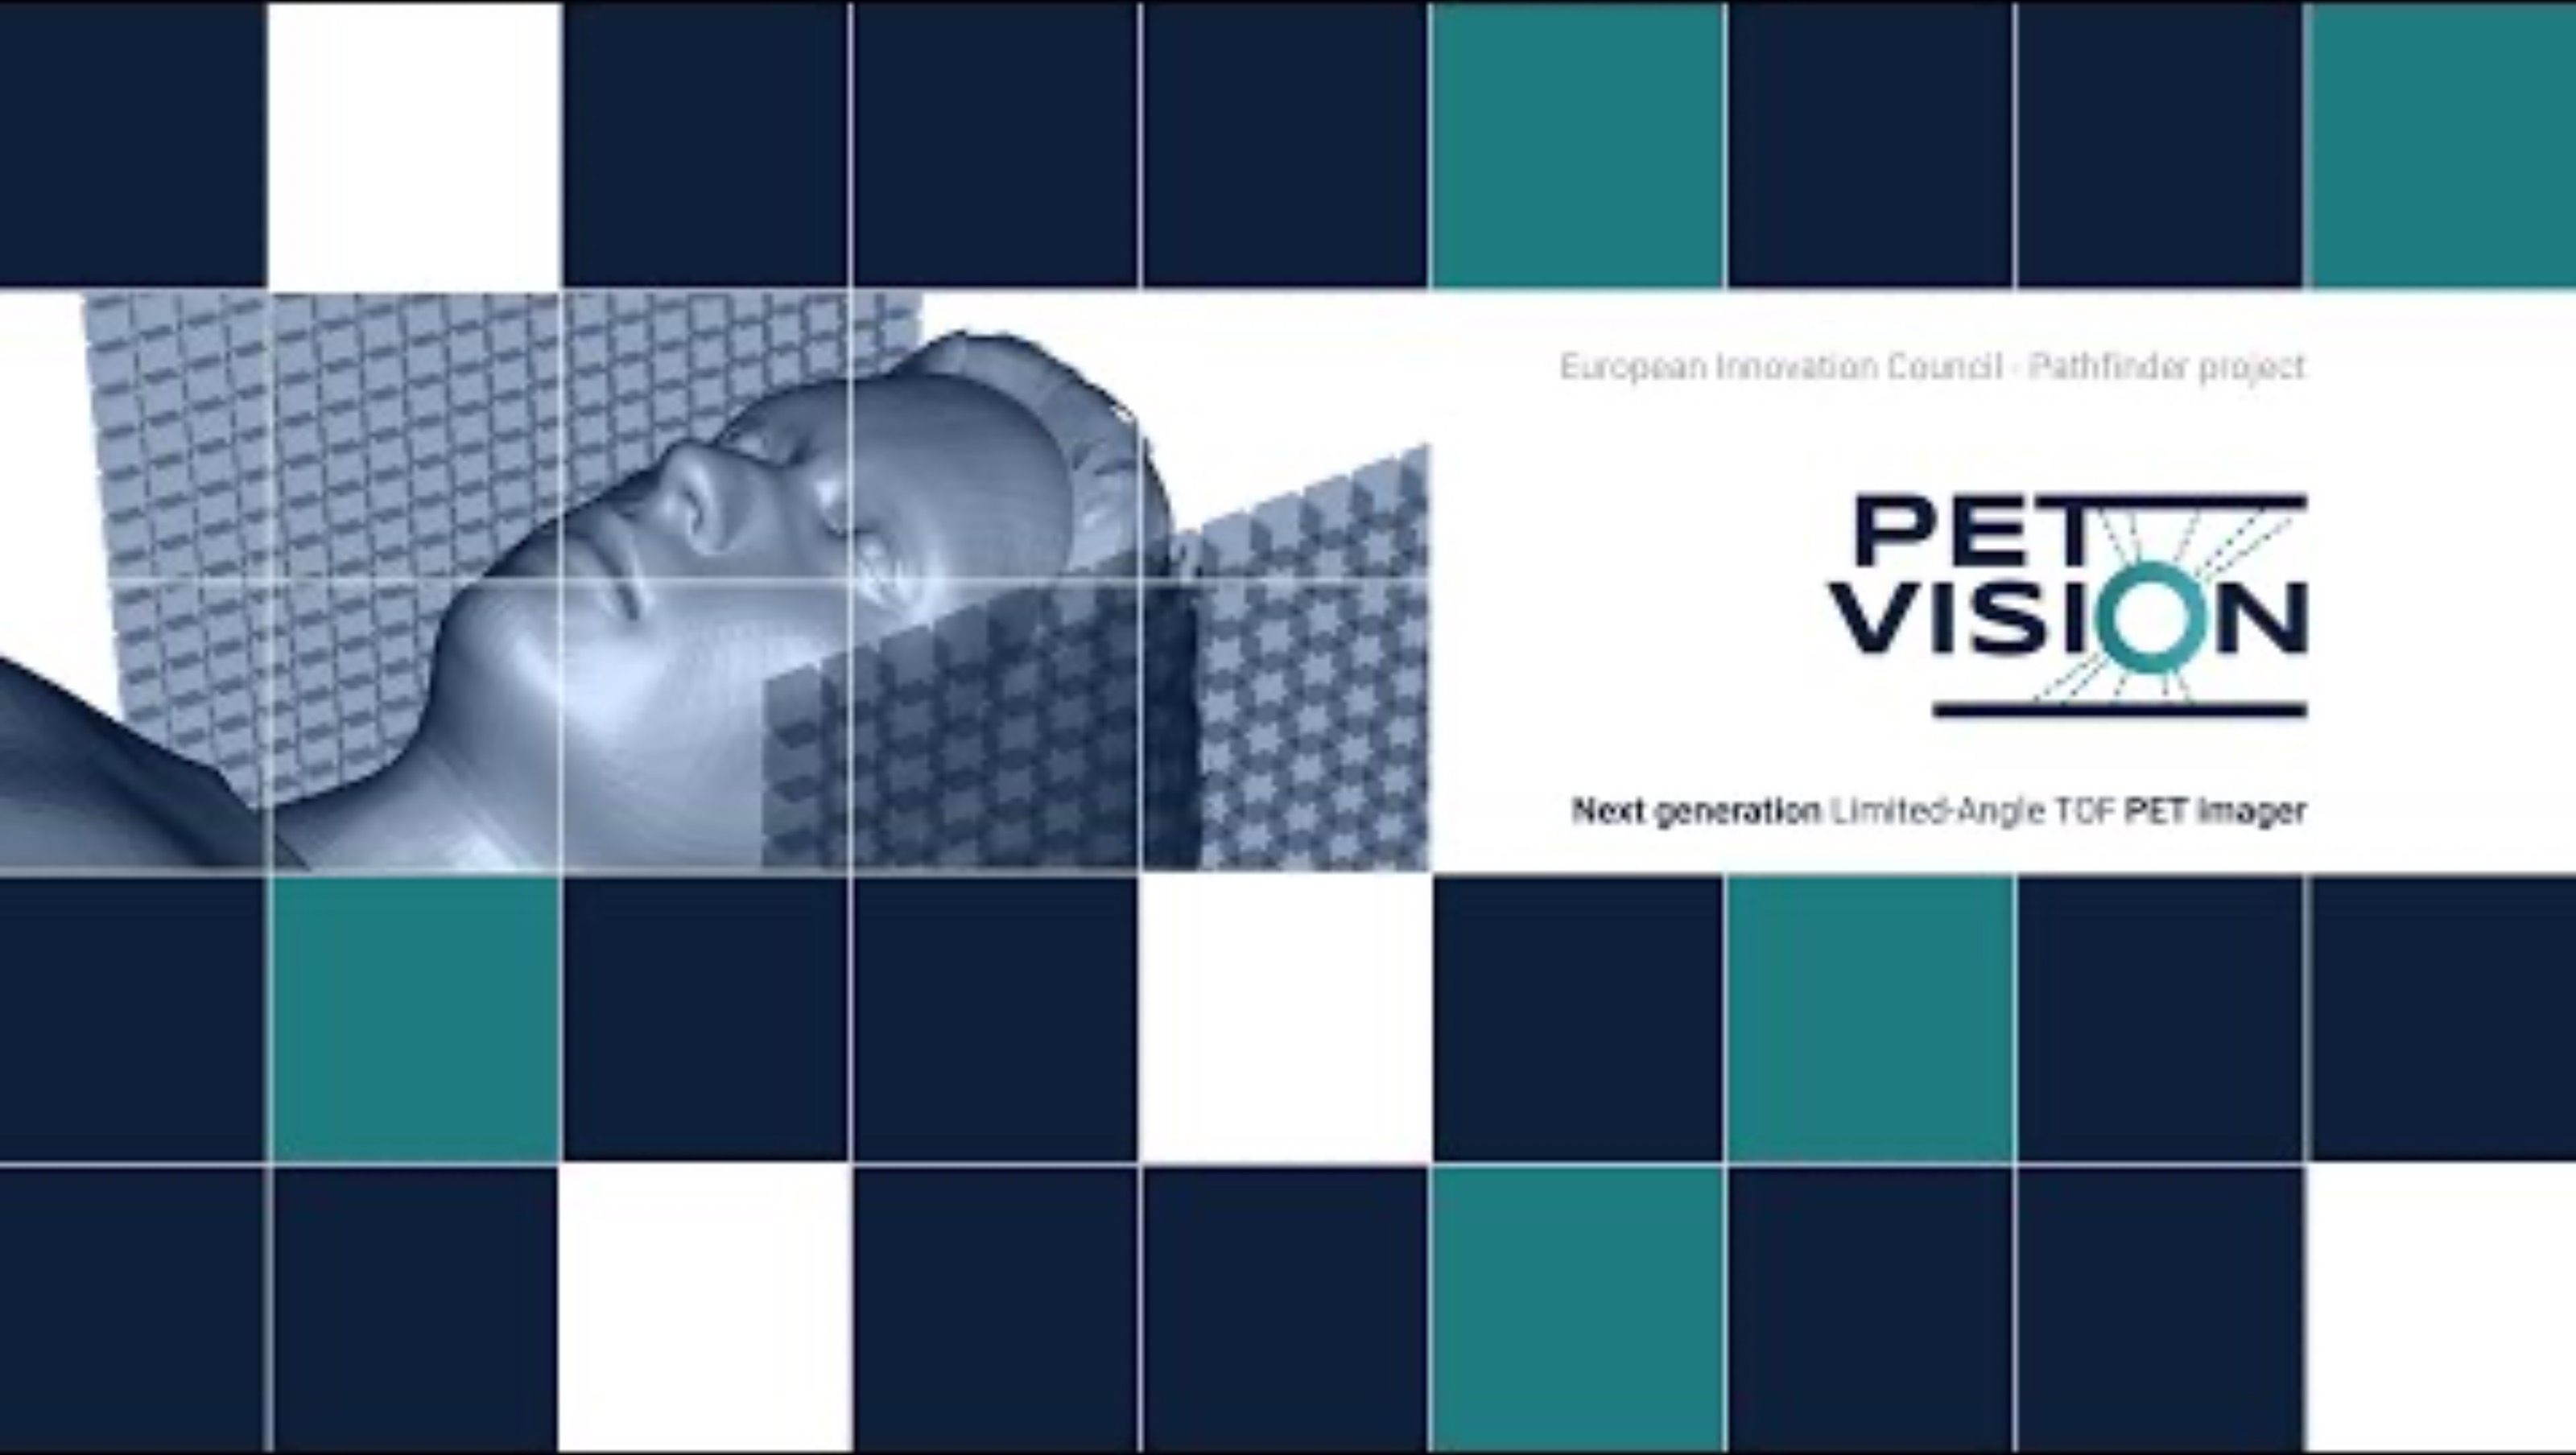 European Innovation Council - Pathfinder project
PET
VISION
Next generation Limited-Angle TOF PET imager